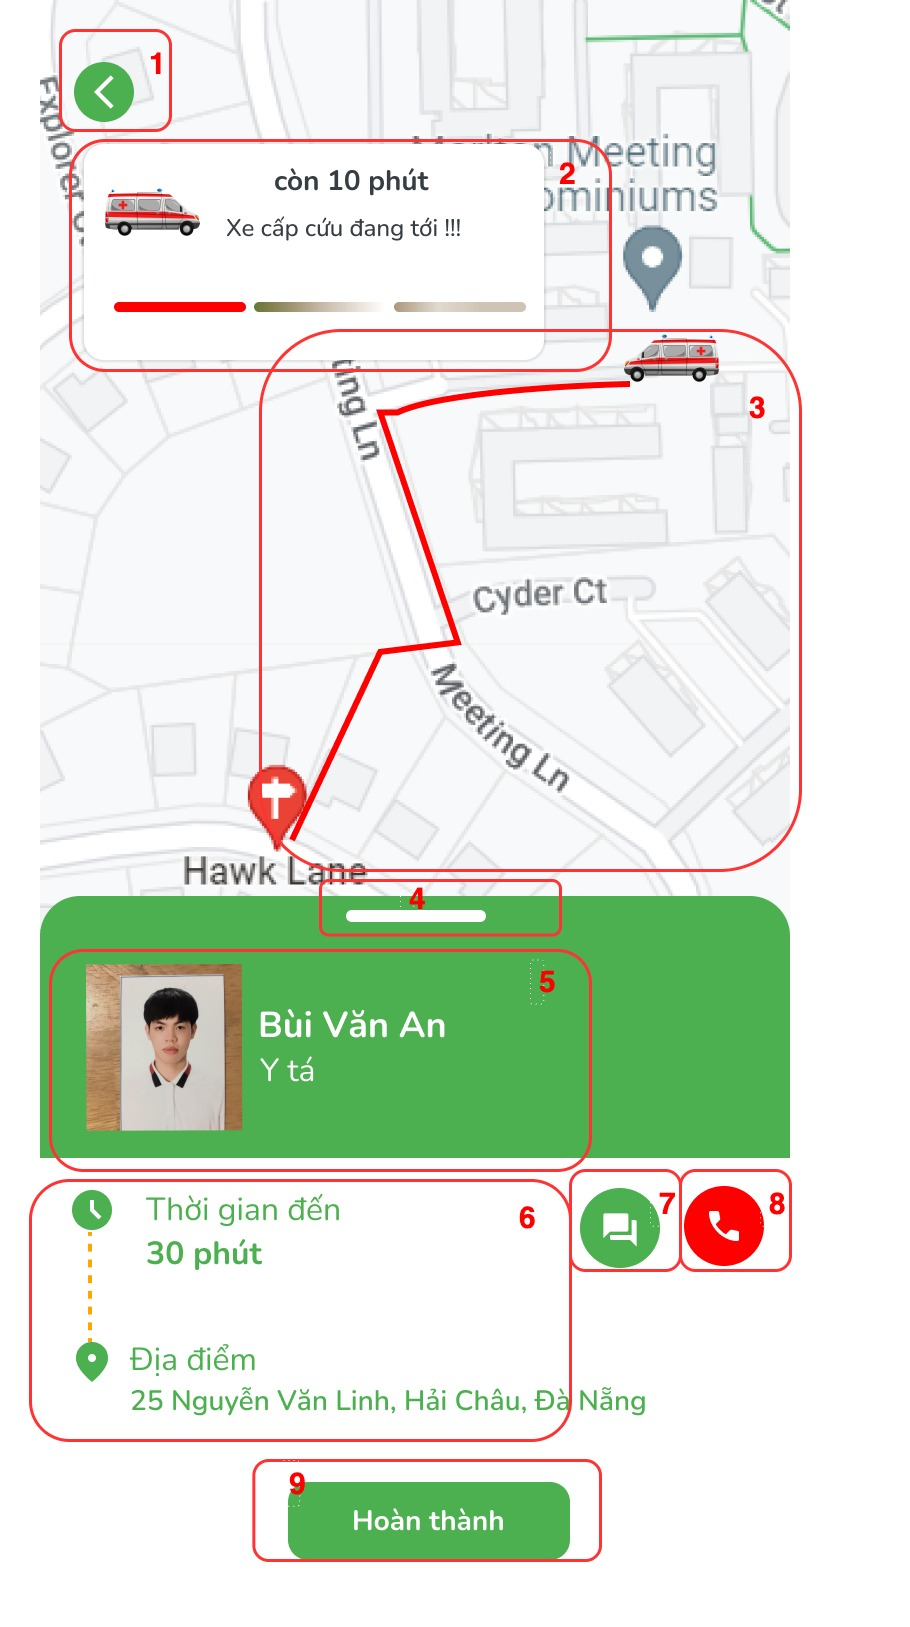 1
còn 10 phút
2
Xe cấp cứu đang tới !!!
Meeting
ominiums
3
ting Ln
Cyder Ct
Meeting Ln
Hawk Lane
4
5
Bùi Văn An
Y tá
Thời gian đến
30 phút
6
7
8
Địa điểm
25 Nguyễn Văn Linh, Hải Châu, Đà Nẵng
9
Hoàn thành